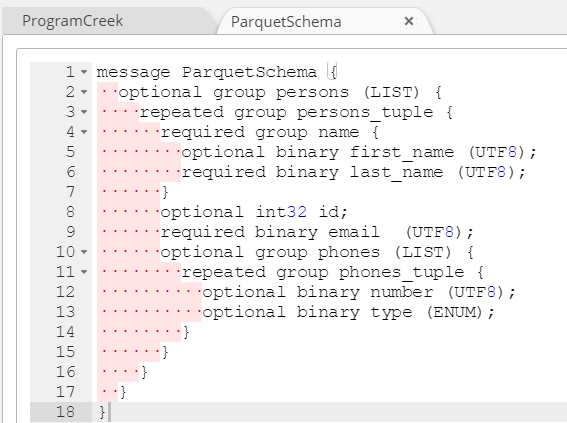 ProgramCreek ParquetSchema ×
1 message ParquetSchema {
2 optional group persons (LIST) {
3 repeated group persons_tuple {
4 required group name {
5 optional binary first_name (UTF8);
6 required binary last_name (UTF8);
7 }
8 optional int32 id;
9 required binary email  (UTF8);
10 optional group phones (LIST) {
11 repeated group phones_tuple {
12 optional binary number (UTF8);
13 optional binary type (ENUM);
14 }
15 }
16 }
17 }
18 }